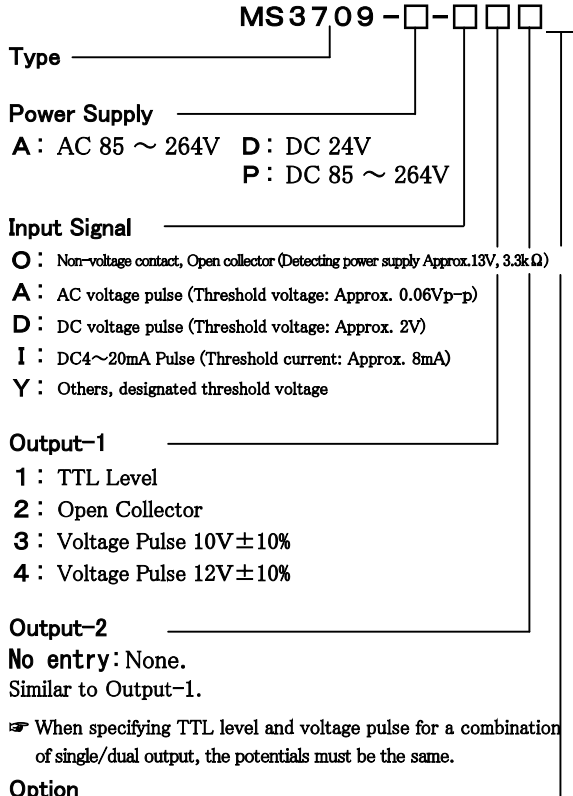 MS3709-□-□□□
Type
Power Supply
A: AC 85 ～ 264V D: DC 24V
P: DC 85 ～ 264V
Input Signal
O: Non-voltage contact, Open collector (Detecting power supply Approx.13V, 3.3kΩ)
A: AC voltage pulse (Threshold voltage: Approx. 0.06Vp-p)
D: DC voltage pulse (Threshold voltage: Approx. 2V)
I: DC4～20mA Pulse (Threshold current: Approx. 8mA)
Y: Others, designated threshold voltage
Output-1
1: TTL Level
2: Open Collector
3: Voltage Pulse 10V±10%
4: Voltage Pulse 12V±10%
Output-2
No entry: None.
Similar to Output-1.
☞ When specifying TTL level and voltage pulse for a combination
of single/dual output, the potentials must be the same.
Option